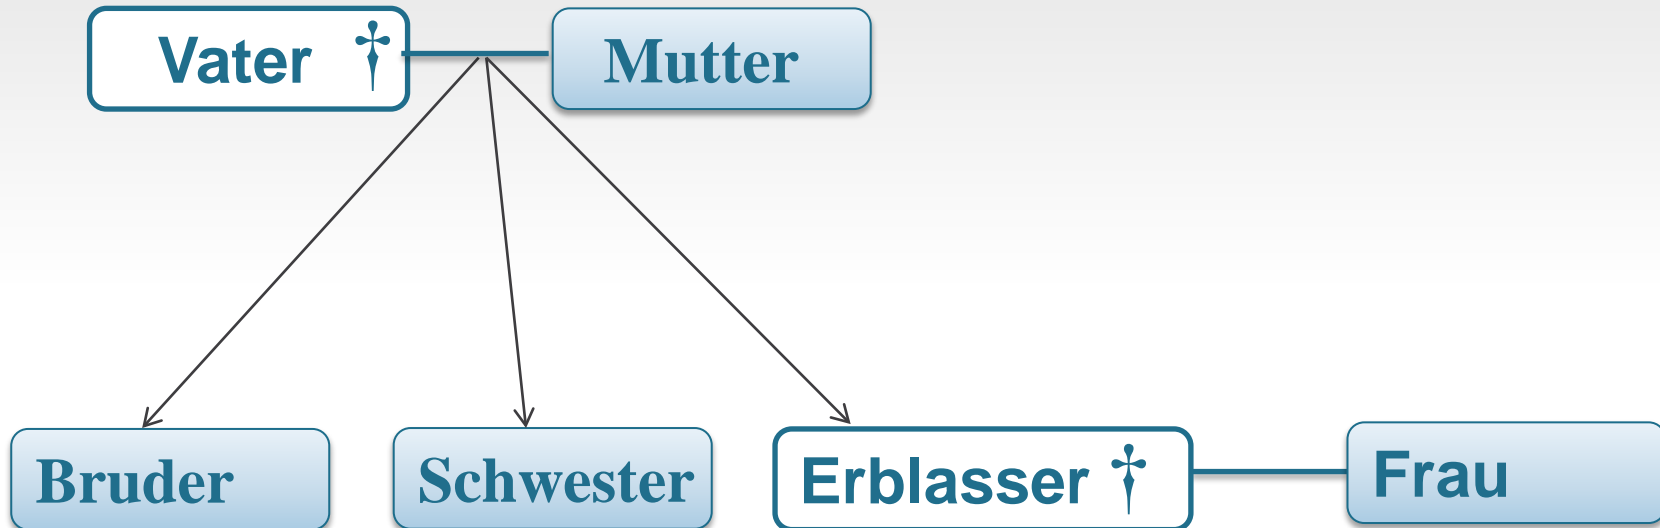 Vater †
Mutter
Bruder
Schwester
Erblasser †
Frau